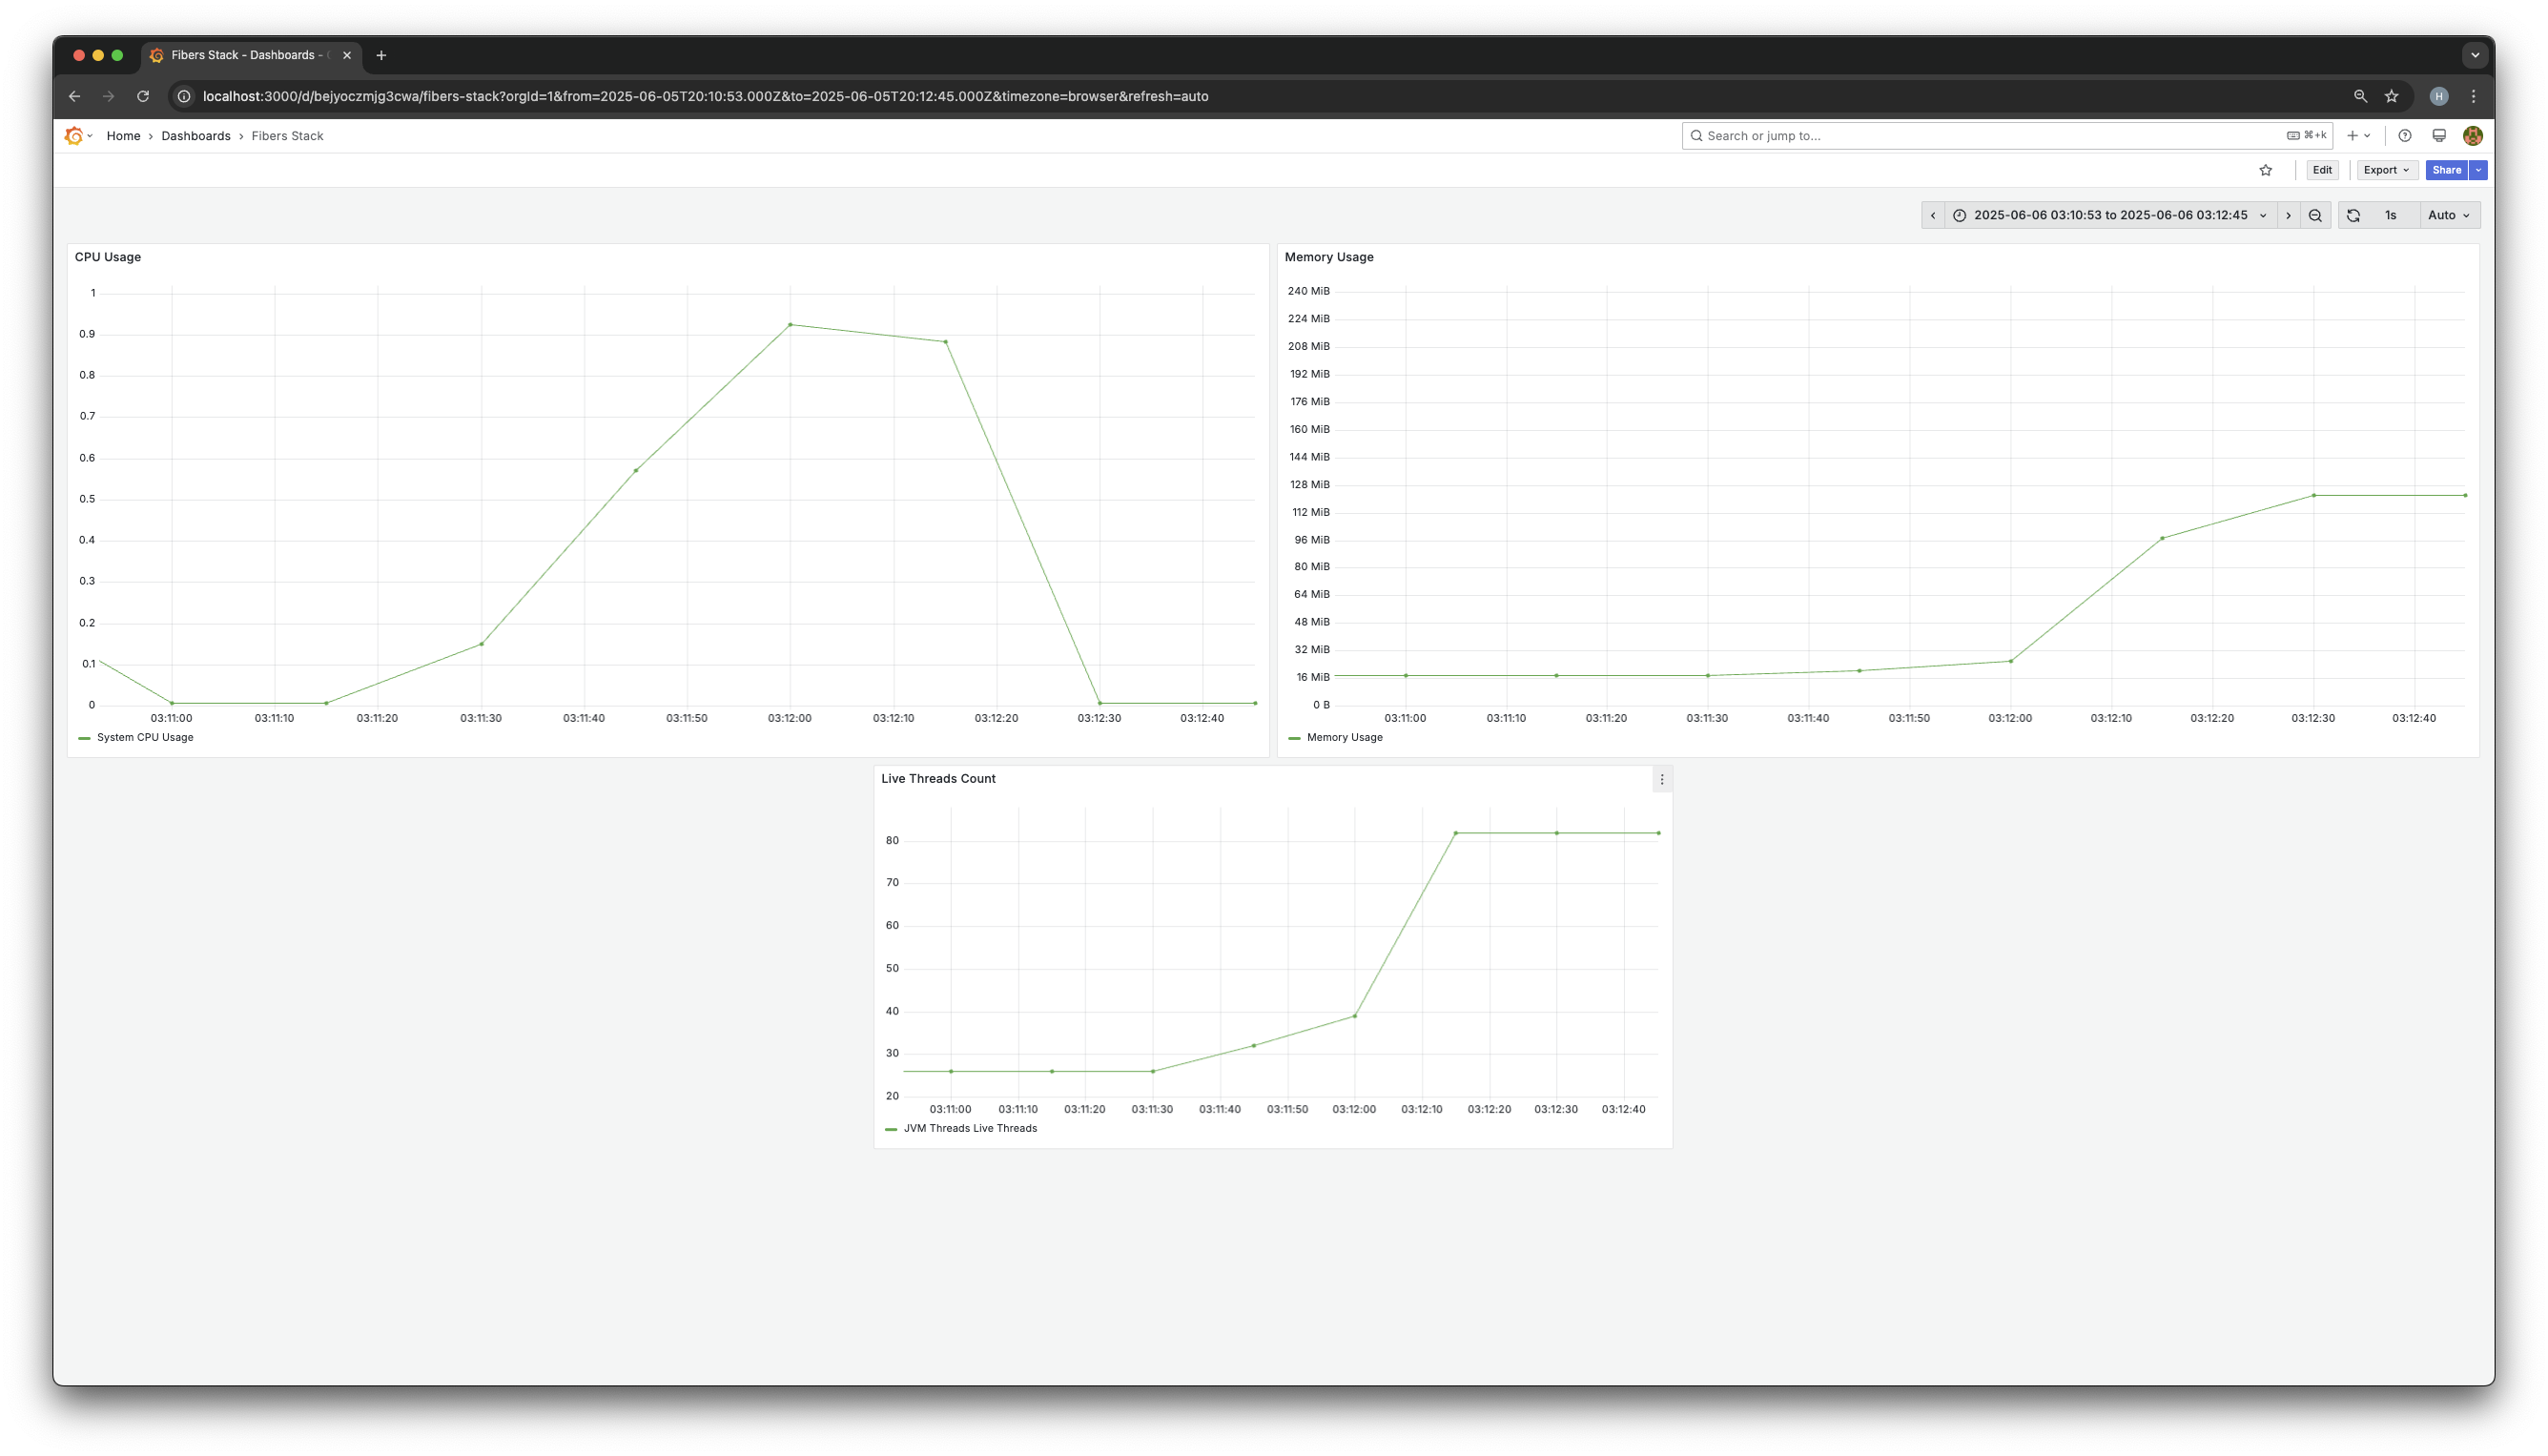 Fibers Stack - Dashboards -
localhost:3000/d/bejyoczmjg3cwa/fibers-stack?orgId=1&from=2025-06-05T20:10:53.000Z&to=2025-06-05T20:12:45.000Z&timezone=browser&refresh=auto
H
Home › Dashboards › Fibers Stack
Search or jump to...
⌘+k
Edit
Export
Share
2025-06-06 03:10:53 to 2025-06-06 03:12:45
1s
Auto
CPU Usage
1
0.9
0.8
0.7
0.6
0.5
0.4
0.3
0.2
0.1
0
03:11:00 03:11:10 03:11:20 03:11:30 03:11:40 03:11:50 03:12:00 03:12:10 03:12:20 03:12:30 03:12:40
System CPU Usage
Memory Usage
240 MiB
224 MiB
208 MiB
192 MiB
176 MiB
160 MiB
144 MiB
128 MiB
112 MiB
96 MiB
80 MiB
64 MiB
48 MiB
32 MiB
16 MiB
0 B
03:11:00 03:11:10 03:11:20 03:11:30 03:11:40 03:11:50 03:12:00 03:12:10 03:12:20 03:12:30 03:12:40
Memory Usage
Live Threads Count
80
70
60
50
40
30
20
03:11:00 03:11:10 03:11:20 03:11:30 03:11:40 03:11:50 03:12:00 03:12:10 03:12:20 03:12:30 03:12:40
JVM Threads Live Threads